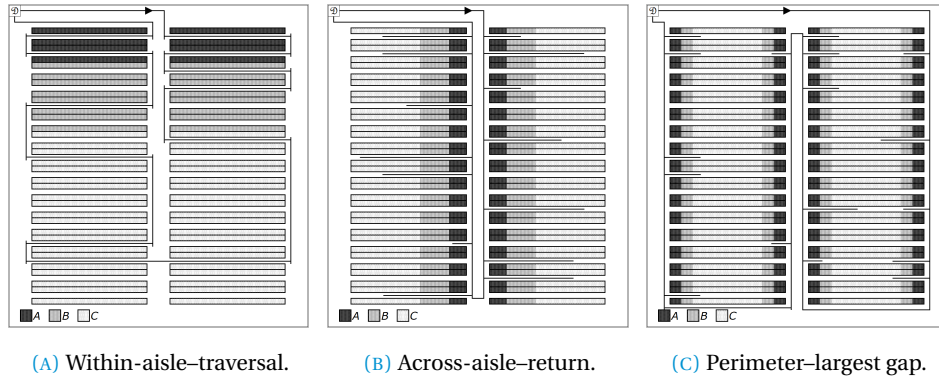 𝒟 𝒟 𝒟
A B C A B C A B C
(A) Within-aisle–traversal. (B) Across-aisle–return. (C) Perimeter–largest gap.